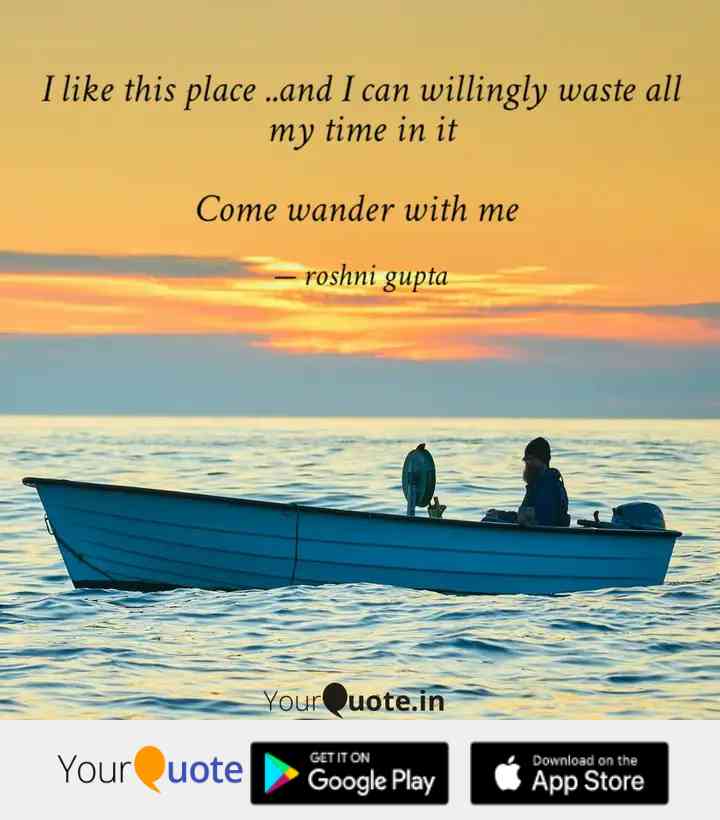 I like this place ..and I can willingly waste all
my time in it
Come wander with me
— roshni gupta
YourQuote.in
YourQuote
GET IT ON
Google Play
Download on the
App Store